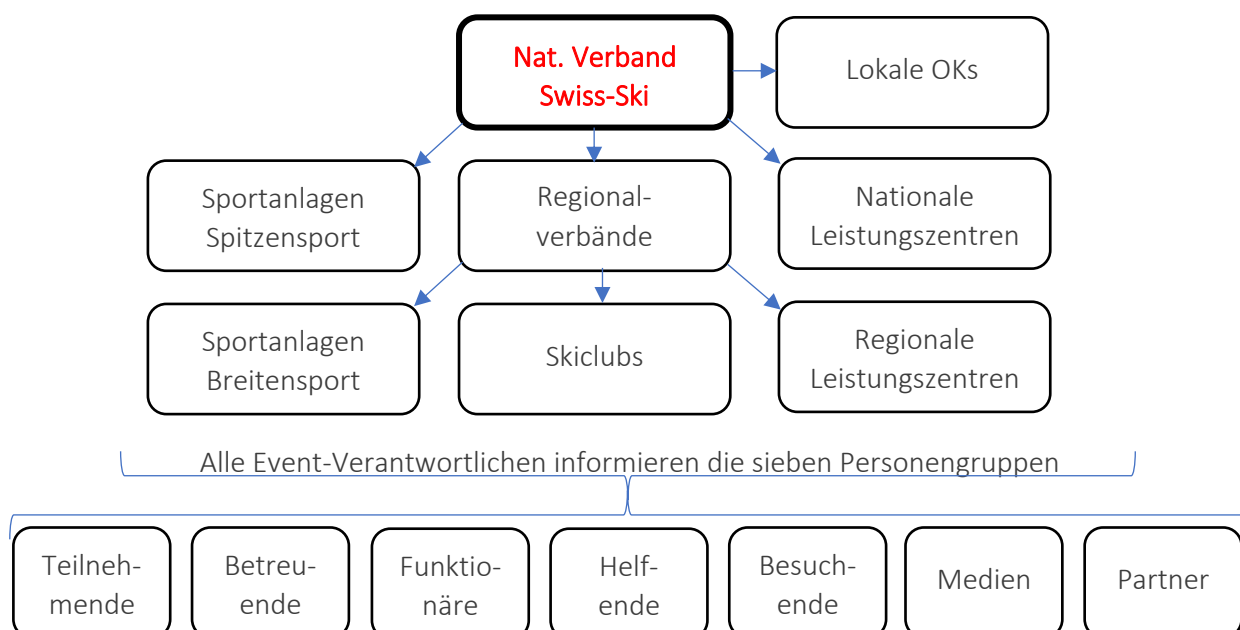 Nat. Verband
Swiss-Ski
Lokale OKs
Sportanlagen
Spitzensport
Regional-
verbände
Nationale
Leistungszentren
Sportanlagen
Breitensport
Skiclubs
Regionale
Leistungszentren
Alle Event-Verantwortlichen informieren die sieben Personengruppen
Teilneh-
mende
Betreu-
ende
Funktio-
näre
Helf-
ende
Besuch-
ende
Medien
Partner